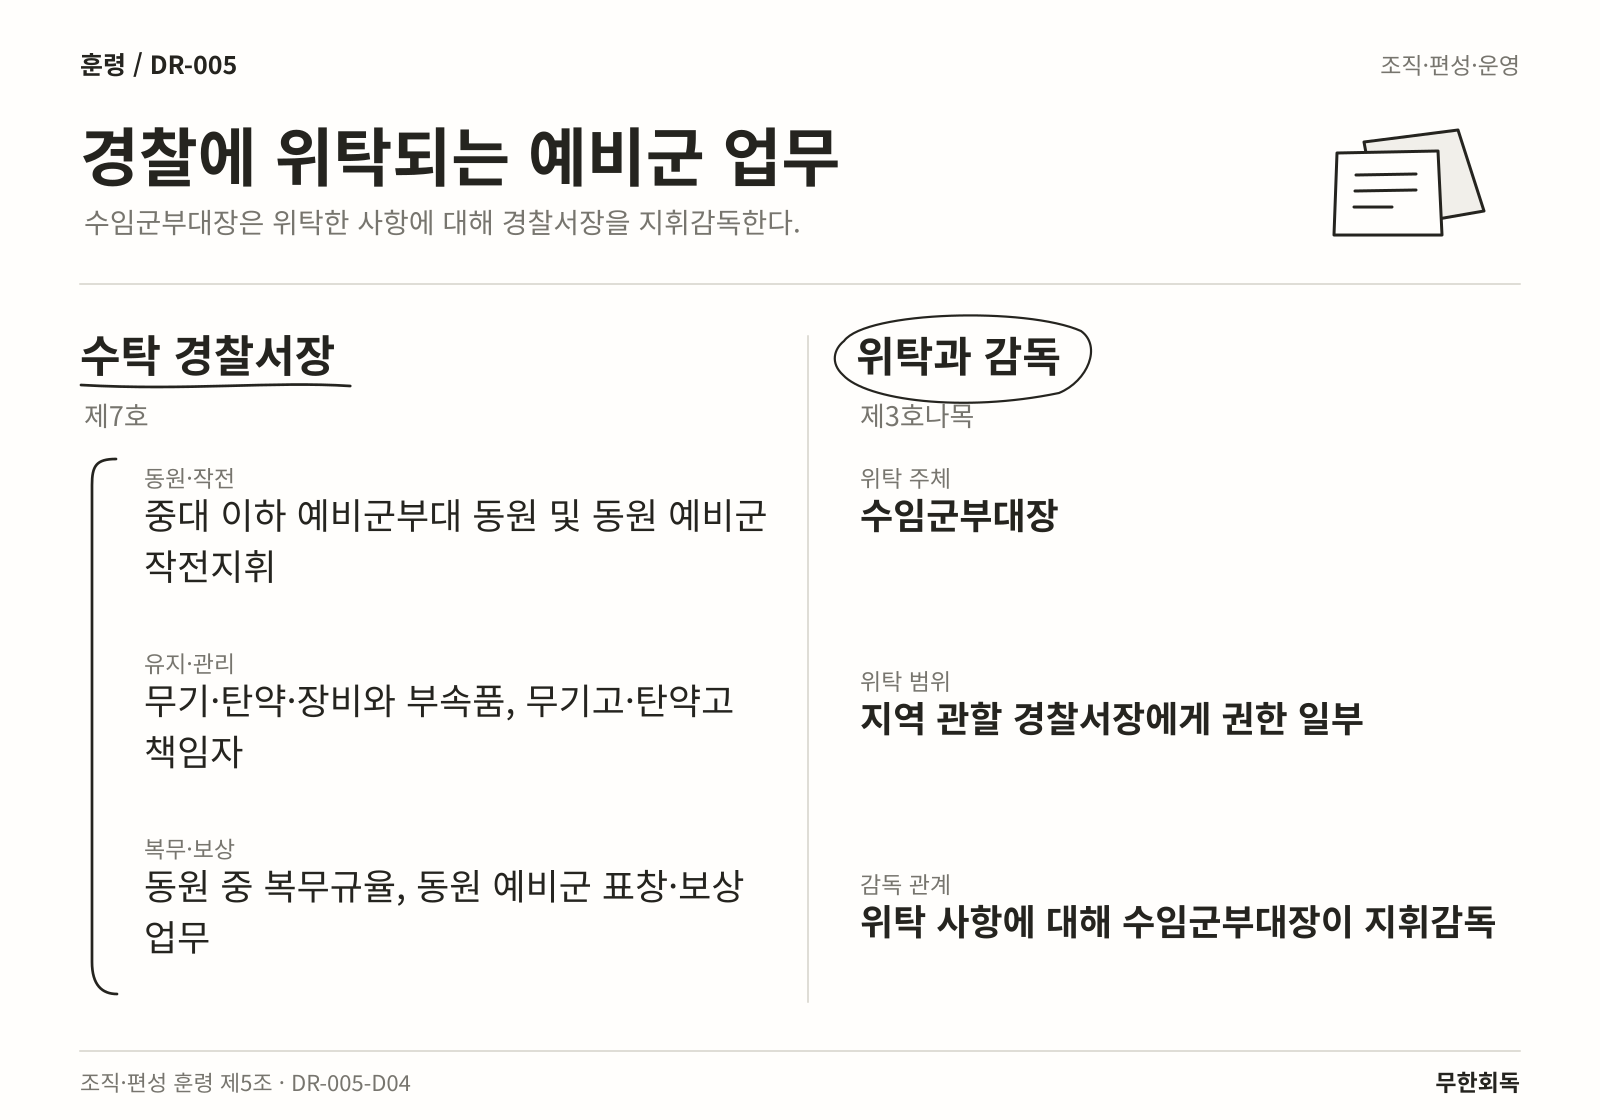 훈령 / DR-005
조직·편성·운영
경찰에 위탁되는 예비군 업무
수임군부대장은 위탁한 사항에 대해 경찰서장을 지휘감독한다.
수탁 경찰서장
제7호
동원·작전
중대 이하 예비군부대 동원 및 동원 예비군
작전지휘
유지·관리
무기·탄약·장비와 부속품, 무기고·탄약고
책임자
복무·보상
동원 중 복무규율, 동원 예비군 표창·보상
업무
위탁과 감독
제3호나목
위탁 주체
수임군부대장
위탁 범위
지역 관할 경찰서장에게 권한 일부
감독 관계
위탁 사항에 대해 수임군부대장이 지휘감독
조직·편성 훈령 제5조 · DR-005-D04
무한회독